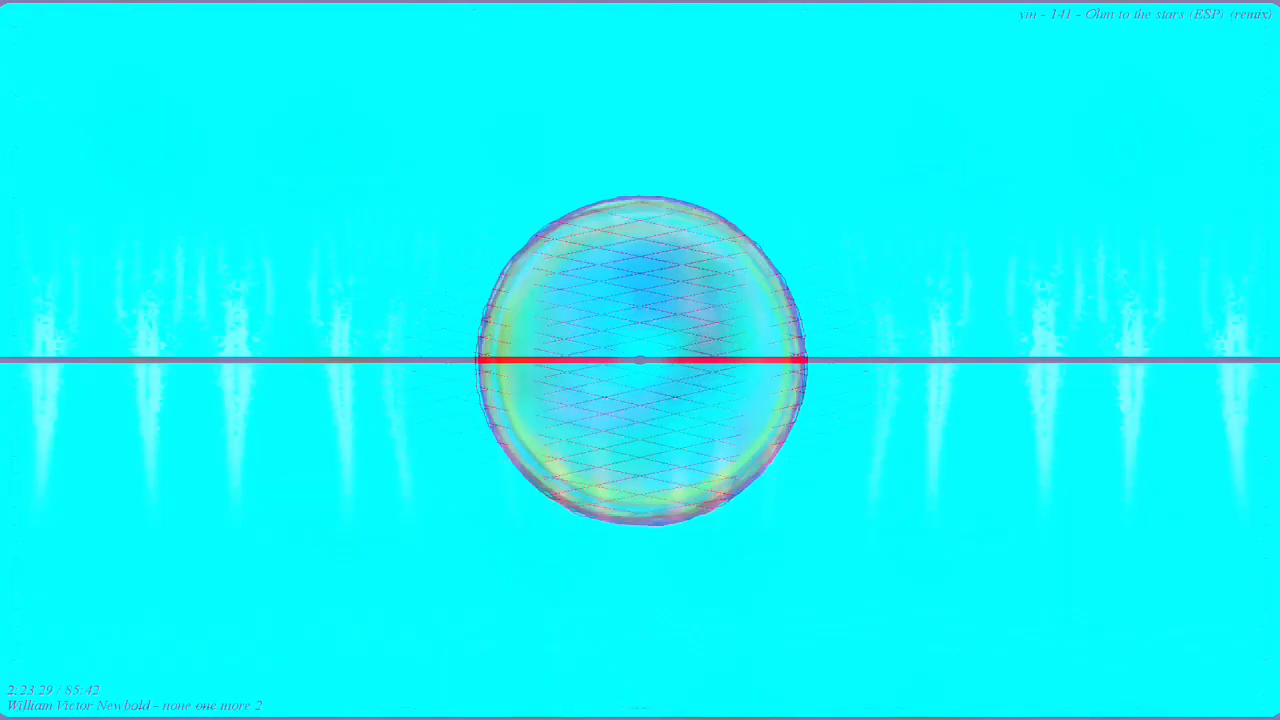 ym - 141 - Ohm to the stars (ESP) (remix)
2:23:29 / 85:42
William Victor Newbold - none one more 2